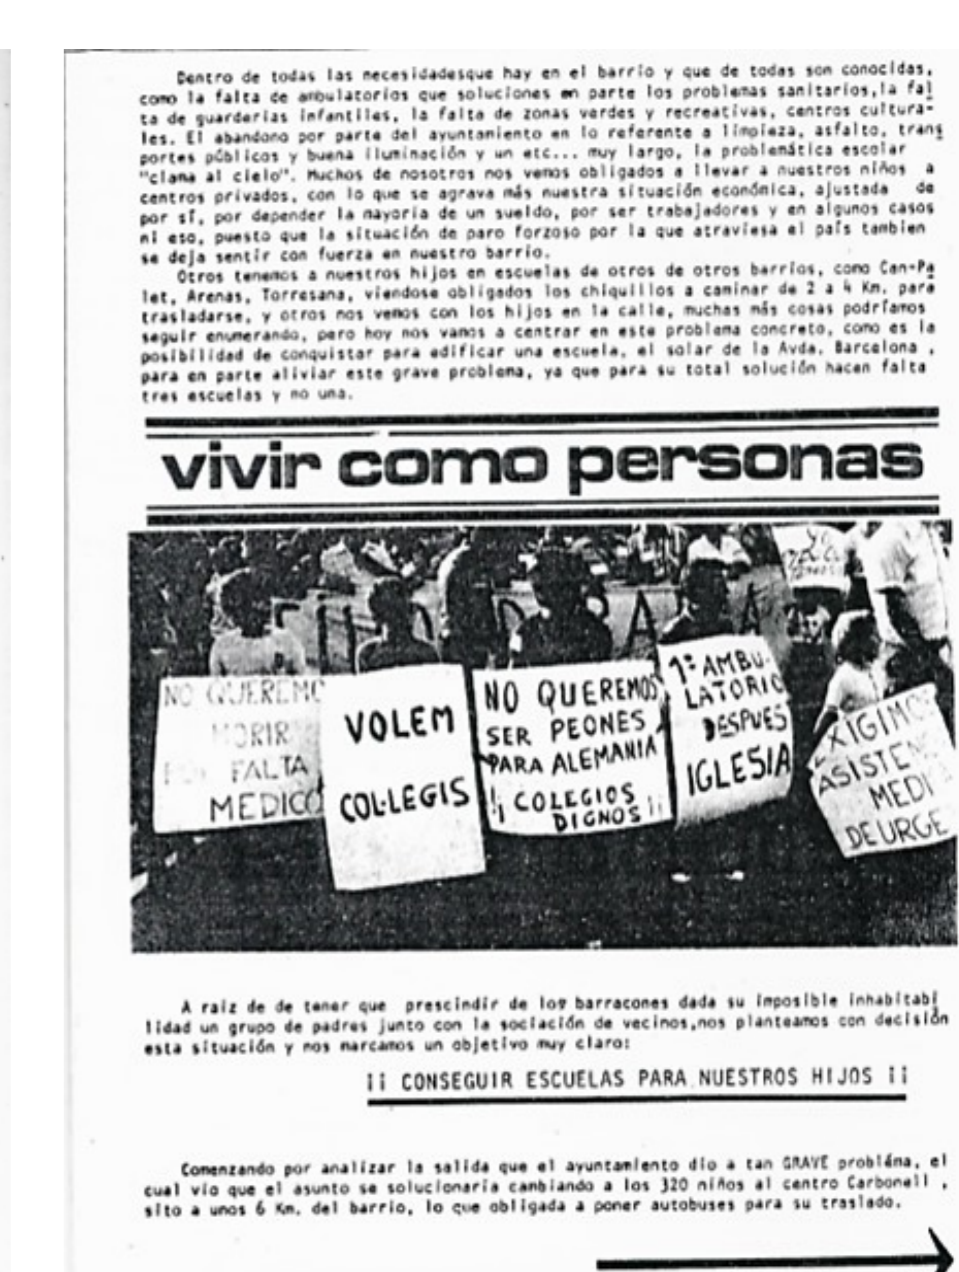 Dentro de todas las necesidadesque hay en el barrio y que de todas son conocidas,
como la falta de ambulatorios que soluciones en parte los problemas sanitarios,la fal
ta de guarderias infantiles, la falta de zonas verdes y recreativas, centros cultura-
les. El abandono por parte del ayuntamiento en lo referente a limpieza, asfalto, trans
portes públicos y buena iluminación y un etc... muy largo, la problemática escolar
"clama al cielo". Muchos de nosotros nos vemos obligados a llevar a nuestros niños a
centros privados, con lo que se agrava más nuestra situación económica, ajustada de
por sí, por depender la mayoria de un sueldo, por ser trabajadores y en algunos casos
ni eso, puesto que la situación de paro forzoso por la que atraviesa el país tambien
se deja sentir con fuerza en nuestro barrio.
Otros tenemos a nuestros hijos en escuelas de otros de otros barrios, como Can-Pa
let, Arenas, Torresana, viendose obligados los chiquillos a caminar de 2 a 4 Km. para
trasladarse, y otros nos vemos con los hijos en la calle, muchas más cosas podríamos
seguir enumerando, pero hoy nos vamos a centrar en este problema concreto, como es la
posibilidad de conquistar para edificar una escuela, el solar de la Avda. Barcelona ,
para en parte aliviar este grave problema, ya que para su total solución hacen falta
tres escuelas y no una.
vivir como personas
NO QUEREMO
MORIR
POR FALTA
MEDICO
VOLEM
COL·LEGIS
NO QUEREMOS
SER PEONES
PARA ALEMANIA
!¡ COLEGIOS
DIGNOS ¡¡
1º AMBU-
LATORIO
DESPUES
IGLESIA
EXIGIMOS
ASISTEN
MEDI
DE URGE
A raiz de de tener que prescindir de los barracones dada su imposible inhabitabi
lidad un grupo de padres junto con la sociación de vecinos,nos planteamos con decisión
esta situación y nos marcamos un objetivo muy claro:
¡¡ CONSEGUIR ESCUELAS PARA NUESTROS HIJOS ¡¡
Comenzando por analizar la salida que el ayuntamiento dio a tan GRAVE probléma, el
cual vio que el asunto se solucionaria cambiando a los 320 niños al centro Carbonell ,
sito a unos 6 Km. del barrio, lo que obligada a poner autobuses para su traslado.